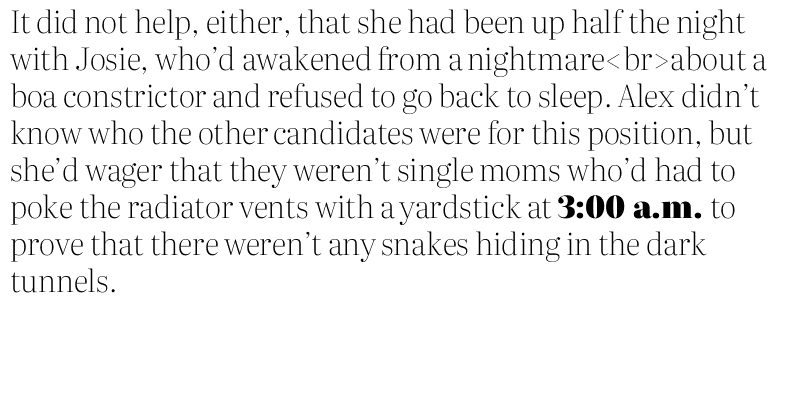 It did not help, either, that she had been up half the night
with Josie, who’d awakened from a nightmare<br>about a
boa constrictor and refused to go back to sleep. Alex didn’t
know who the other candidates were for this position, but
she’d wager that they weren’t single moms who’d had to
poke the radiator vents with a yardstick at 3:00 a.m. to
prove that there weren’t any snakes hiding in the dark
tunnels.